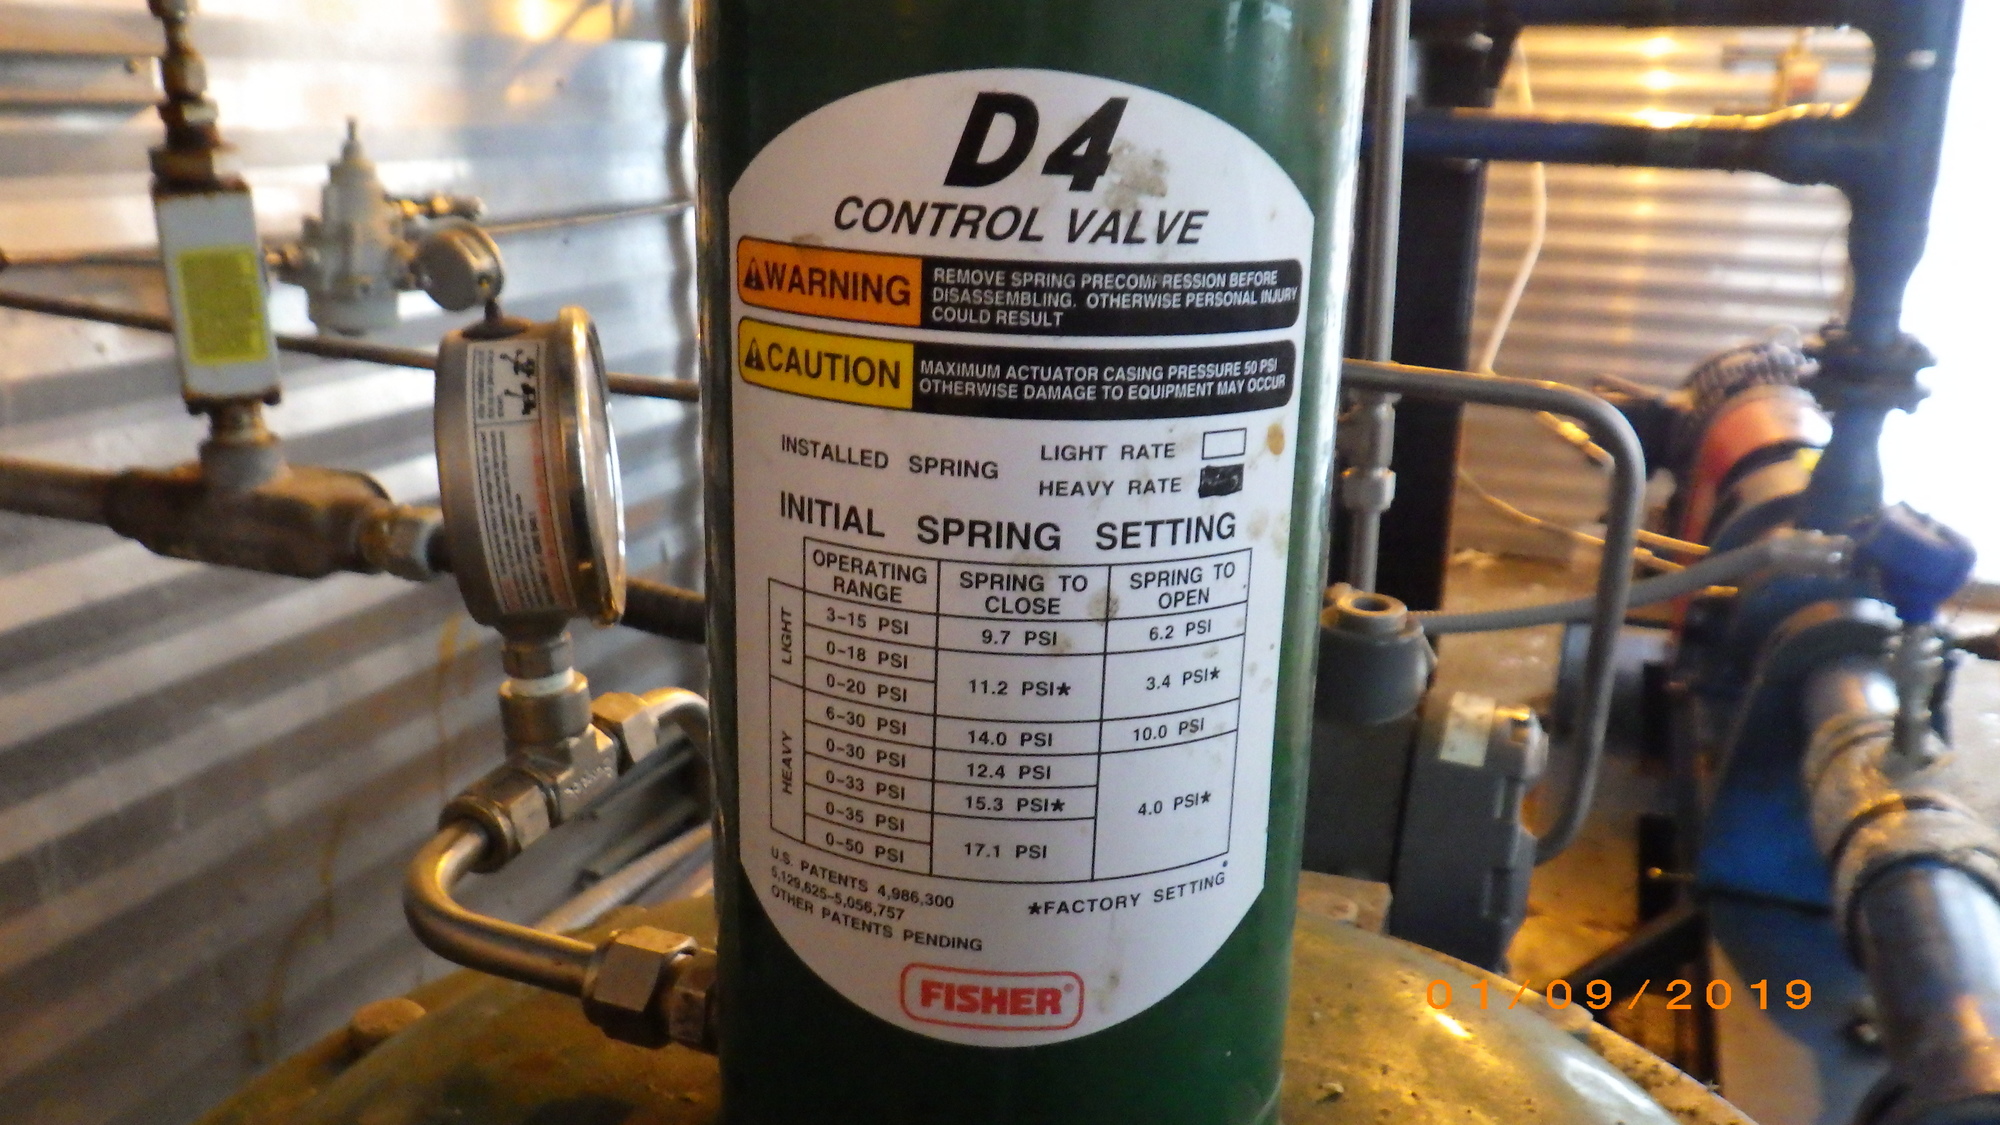 D4
CONTROL VALVE
WARNING
REMOVE SPRING PRECOMPRESSION BEFORE
DISASSEMBLING. OTHERWISE PERSONAL INJURY
COULD RESULT
CAUTION
MAXIMUM ACTUATOR CASING PRESSURE 50 PSI
OTHERWISE DAMAGE TO EQUIPMENT MAY OCCUR
INSTALLED SPRING
LIGHT RATE
HEAVY RATE
INITIAL SPRING SETTING
OPERATING RANGE
SPRING TO CLOSE
SPRING TO OPEN
LIGHT
3-15 PSI 9.7 PSI 6.2 PSI
0-18 PSI
0-20 PSI 11.2 PSI★ 3.4 PSI★
HEAVY
6-30 PSI 14.0 PSI 10.0 PSI
0-30 PSI 12.4 PSI
0-33 PSI 15.3 PSI★ 4.0 PSI★
0-35 PSI
0-50 PSI 17.1 PSI
U.S. PATENTS 4,986,300
5,129,625-5,056,757
OTHER PATENTS PENDING
★FACTORY SETTING
FISHER®
01/09/2019